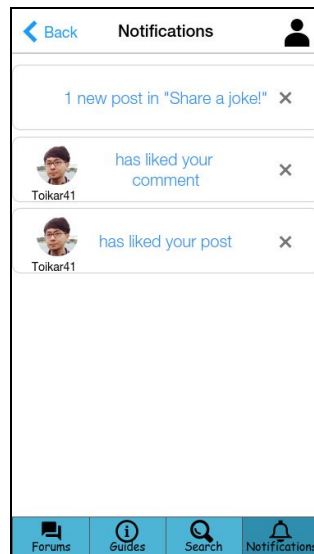 Back Notifications
1 new post in "Share a joke!"
has liked your
comment
Toikar41
has liked your post
Toikar41
Forums Guides Search Notifications